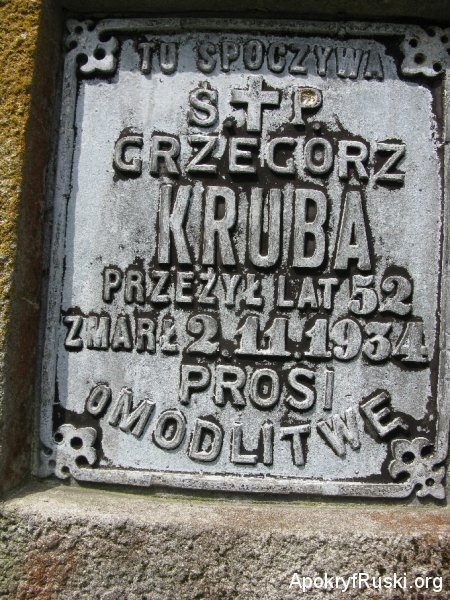 TU SPOCZYWA
Ś. † P.
GRZEGORZ
KRUBA
PRZEŻYŁ LAT 52
ZMARŁ 2.11.1934
PROSI
O MODLITWĘ
ApokryfRuski.org